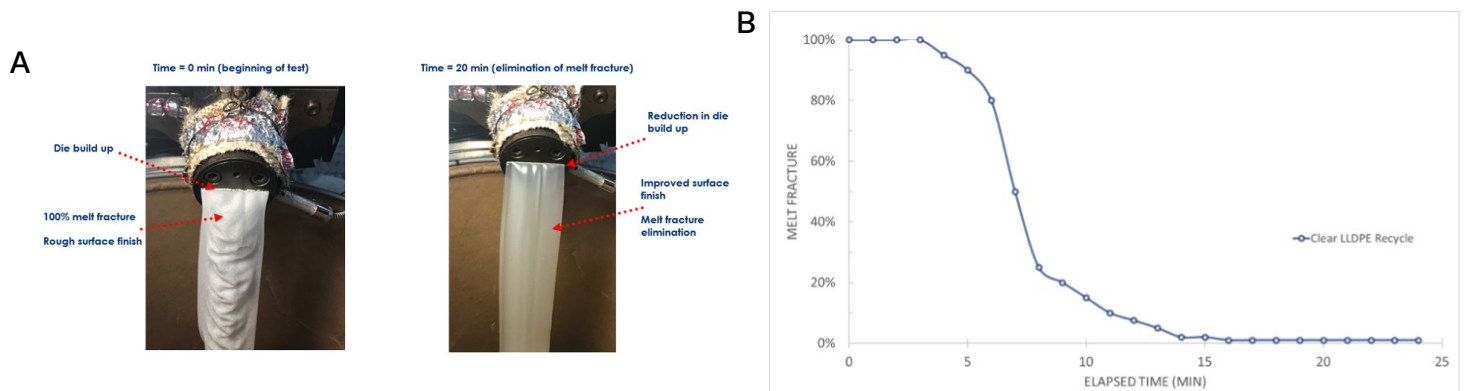 A
Time = 0 min (beginning of test)
Die build up
100% melt fracture
Rough surface finish
Time = 20 min (elimination of melt fracture)
Reduction in die
build up
Improved surface
finish
Melt fracture
elimination
B
100%
80%
60%
40%
20%
0%
MELT FRACTURE
0
5
10
15
20
25
ELAPSED TIME (MIN)
Clear LLDPE Recycle